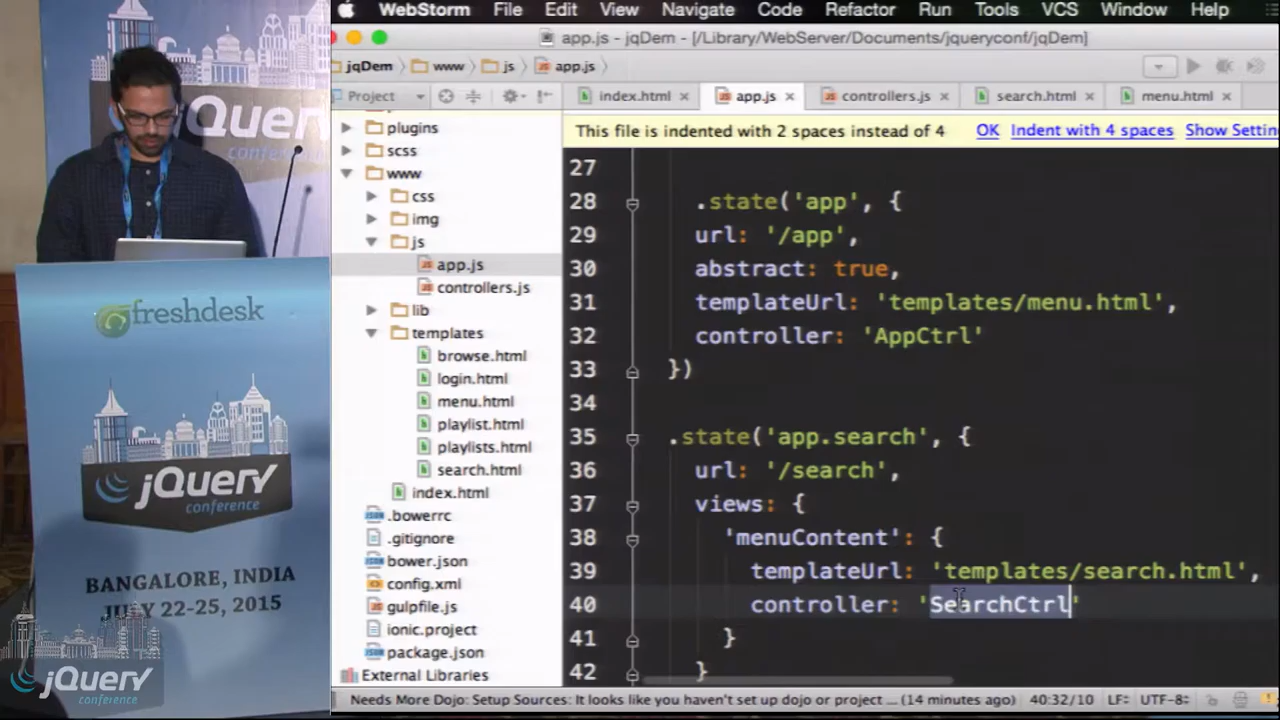 WebStorm File Edit View Navigate Code Refactor Run Tools VCS Window Help
app.js - jqDem - [/Library/WebServer/Documents/jqueryconf/jqDem]
jqDem www js app.js
Project index.html app.js controllers.js search.html menu.html
This file is indented with 2 spaces instead of 4 OK Indent with 4 spaces Show Settin
plugins
scss
www
css
img
js
app.js
controllers.js
lib
templates
browse.html
login.html
menu.html
playlist.html
playlists.html
search.html
index.html
.bowerrc
.gitignore
bower.json
config.xml
gulpfile.js
ionic.project
package.json
External Libraries
27
28 .state('app', {
29 url: '/app',
30 abstract: true,
31 templateUrl: 'templates/menu.html',
32 controller: 'AppCtrl'
33 })
34
35 .state('app.search', {
36 url: '/search',
37 views: {
38 'menuContent': {
39 templateUrl: 'templates/search.html',
40 controller: 'SearchCtrl'
41 }
42 }
Needs More Dojo: Setup Sources: It looks like you haven't set up dojo or project ... (14 minutes ago) 40:32/10 LF÷ UTF-8÷
jQuery
conference
freshdesk
jQuery
conference
BANGALORE, INDIA
JULY 22-25, 2015
jQuery
conference